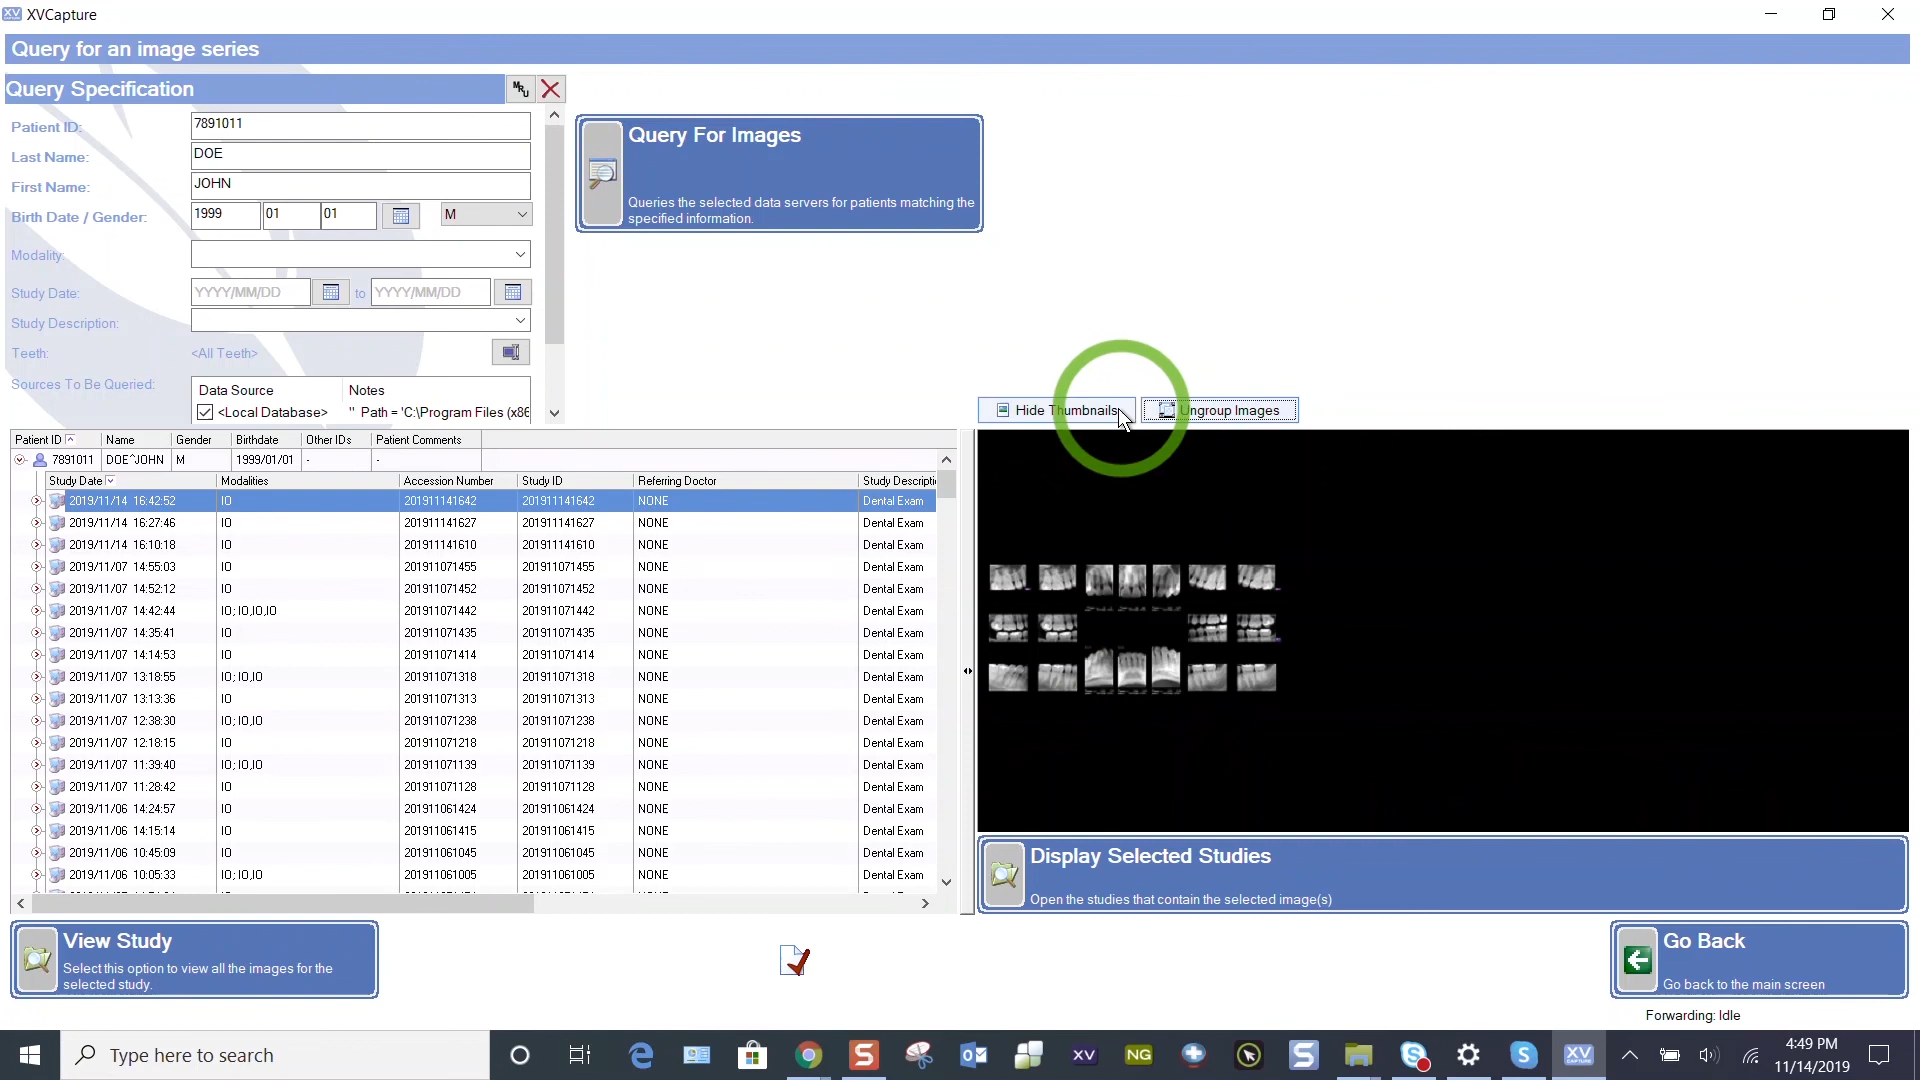 XV XVCapture
Query for an image series
Query Specification
MRU
Patient ID: 7891011
Last Name: DOE
First Name: JOHN
Birth Date / Gender: 1999 01 01 M
Modality:
Study Date: YYYY/MM/DD to YYYY/MM/DD
Study Description:
Teeth: <All Teeth>
Sources To Be Queried: Data Source Notes
<Local Database> '' Path = 'C:\Program Files (x86
Query For Images
Queries the selected data servers for patients matching the
specified information.
Hide Thumbnails Ungroup Images
Patient ID Name Gender Birthdate Other IDs Patient Comments
7891011 DOE^JOHN M 1999/01/01 - -
Study Date Modalities Accession Number Study ID Referring Doctor Study Descripti
2019/11/14 16:42:52 IO 201911141642 201911141642 NONE Dental Exam
2019/11/14 16:27:46 IO 201911141627 201911141627 NONE Dental Exam
2019/11/14 16:10:18 IO 201911141610 201911141610 NONE Dental Exam
2019/11/07 14:55:03 IO 201911071455 201911071455 NONE Dental Exam
2019/11/07 14:52:12 IO 201911071452 201911071452 NONE Dental Exam
2019/11/07 14:42:44 IO; IO,IO 201911071442 201911071442 NONE Dental Exam
2019/11/07 14:35:41 IO 201911071435 201911071435 NONE Dental Exam
2019/11/07 14:14:53 IO 201911071414 201911071414 NONE Dental Exam
2019/11/07 13:18:55 IO; IO,IO 201911071318 201911071318 NONE Dental Exam
2019/11/07 13:13:36 IO 201911071313 201911071313 NONE Dental Exam
2019/11/07 12:38:30 IO; IO,IO 201911071238 201911071238 NONE Dental Exam
2019/11/07 12:18:15 IO 201911071218 201911071218 NONE Dental Exam
2019/11/07 11:39:40 IO; IO,IO 201911071139 201911071139 NONE Dental Exam
2019/11/07 11:28:42 IO 201911071128 201911071128 NONE Dental Exam
2019/11/06 14:24:57 IO 201911061424 201911061424 NONE Dental Exam
2019/11/06 14:15:14 IO 201911061415 201911061415 NONE Dental Exam
2019/11/06 10:45:09 IO 201911061045 201911061045 NONE Dental Exam
2019/11/06 10:05:33 IO; IO,IO 201911061005 201911061005 NONE Dental Exam
Display Selected Studies
Open the studies that contain the selected image(s)
View Study
Select this option to view all the images for the
selected study.
Go Back
Go back to the main screen
Forwarding: Idle
Type here to search
XV NG XV CAPTURE
4:49 PM
11/14/2019